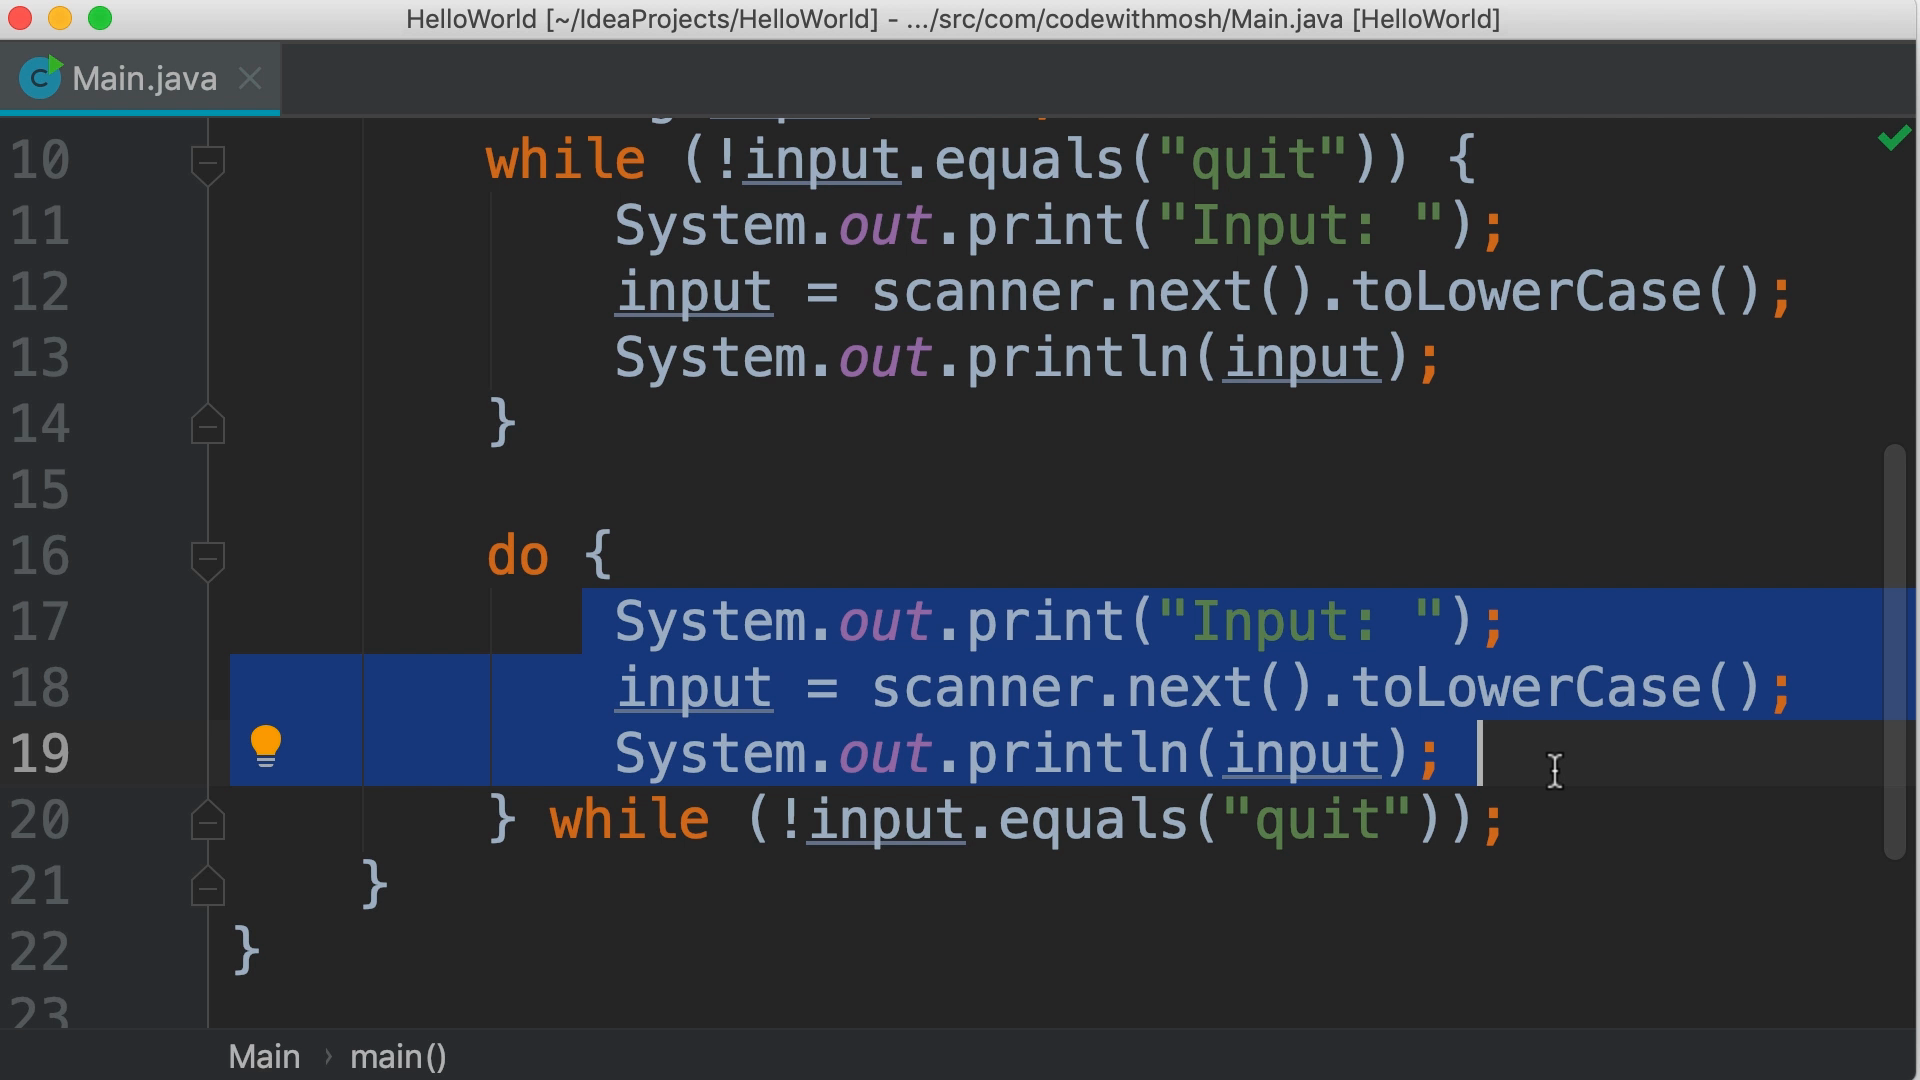 HelloWorld [~/IdeaProjects/HelloWorld] - .../src/com/codewithmosh/Main.java [HelloWorld]
Main.java
10 while (!input.equals("quit")) {
11 System.out.print("Input: ");
12 input = scanner.next().toLowerCase();
13 System.out.println(input);
14 }
15
16 do {
17 System.out.print("Input: ");
18 input = scanner.next().toLowerCase();
19 System.out.println(input);
20 } while (!input.equals("quit"));
21 }
22 }
23
Main › main()